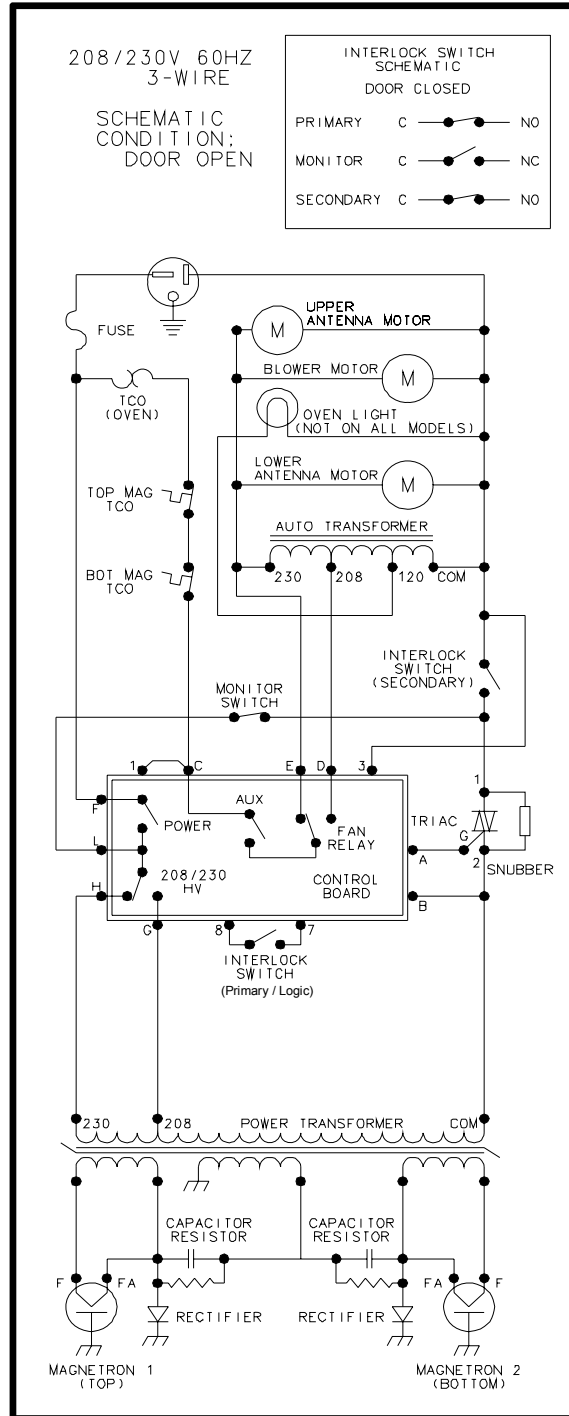 208/230V 60HZ
3-WIRE
SCHEMATIC
CONDITION;
DOOR OPEN
INTERLOCK SWITCH
SCHEMATIC
DOOR CLOSED
PRIMARY C NO
MONITOR C NC
SECONDARY C NO
FUSE
UPPER
ANTENNA MOTOR
M
BLOWER MOTOR
M
TCO
(OVEN)
OVEN LIGHT
(NOT ON ALL MODELS)
LOWER
ANTENNA MOTOR
M
TOP MAG
TCO
AUTO TRANSFORMER
230 208 120 COM
BOT MAG
TCO
INTERLOCK
SWITCH
(SECONDARY)
MONITOR
SWITCH
1 C E D 3
1
F
POWER
AUX
FAN
RELAY
TRIAC
G
2
SNUBBER
L
A
208/230
HV
CONTROL
BOARD
H
B
G
8 7
INTERLOCK
SWITCH
(Primary / Logic)
230 208 POWER TRANSFORMER COM
CAPACITOR
RESISTOR
CAPACITOR
RESISTOR
F FA
FA F
RECTIFIER
RECTIFIER
MAGNETRON 1
(TOP)
MAGNETRON 2
(BOTTOM)